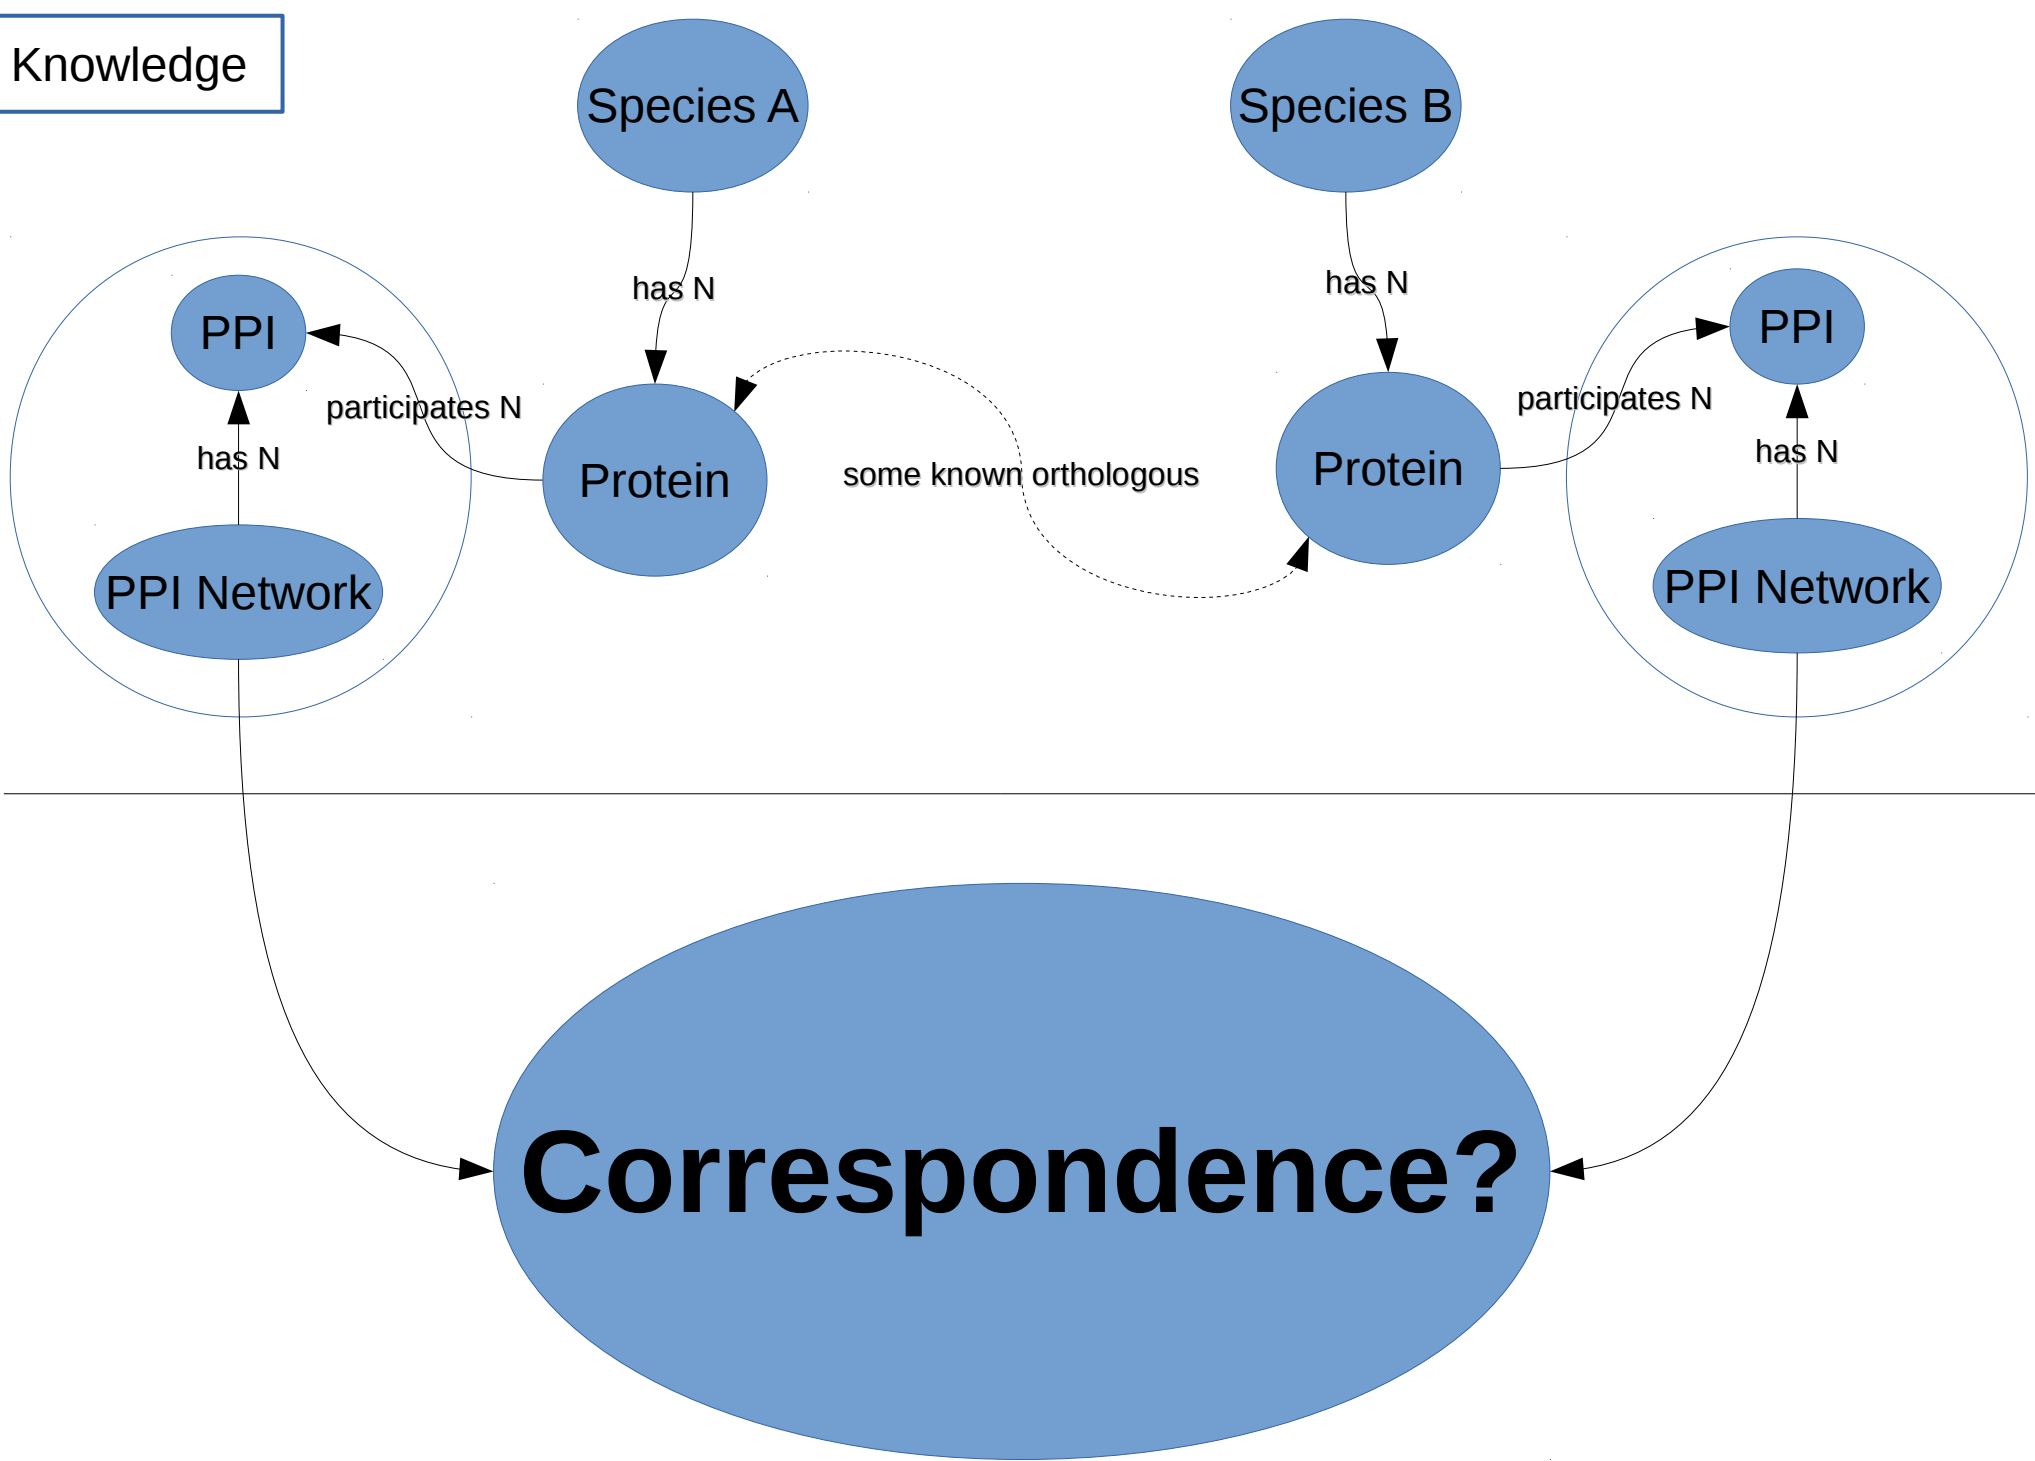 Knowledge
Species A
Species B
has N
has N
PPI
PPI
participates N
participates N
has N
has N
Protein
some known orthologous
Protein
PPI Network
PPI Network
Correspondence?